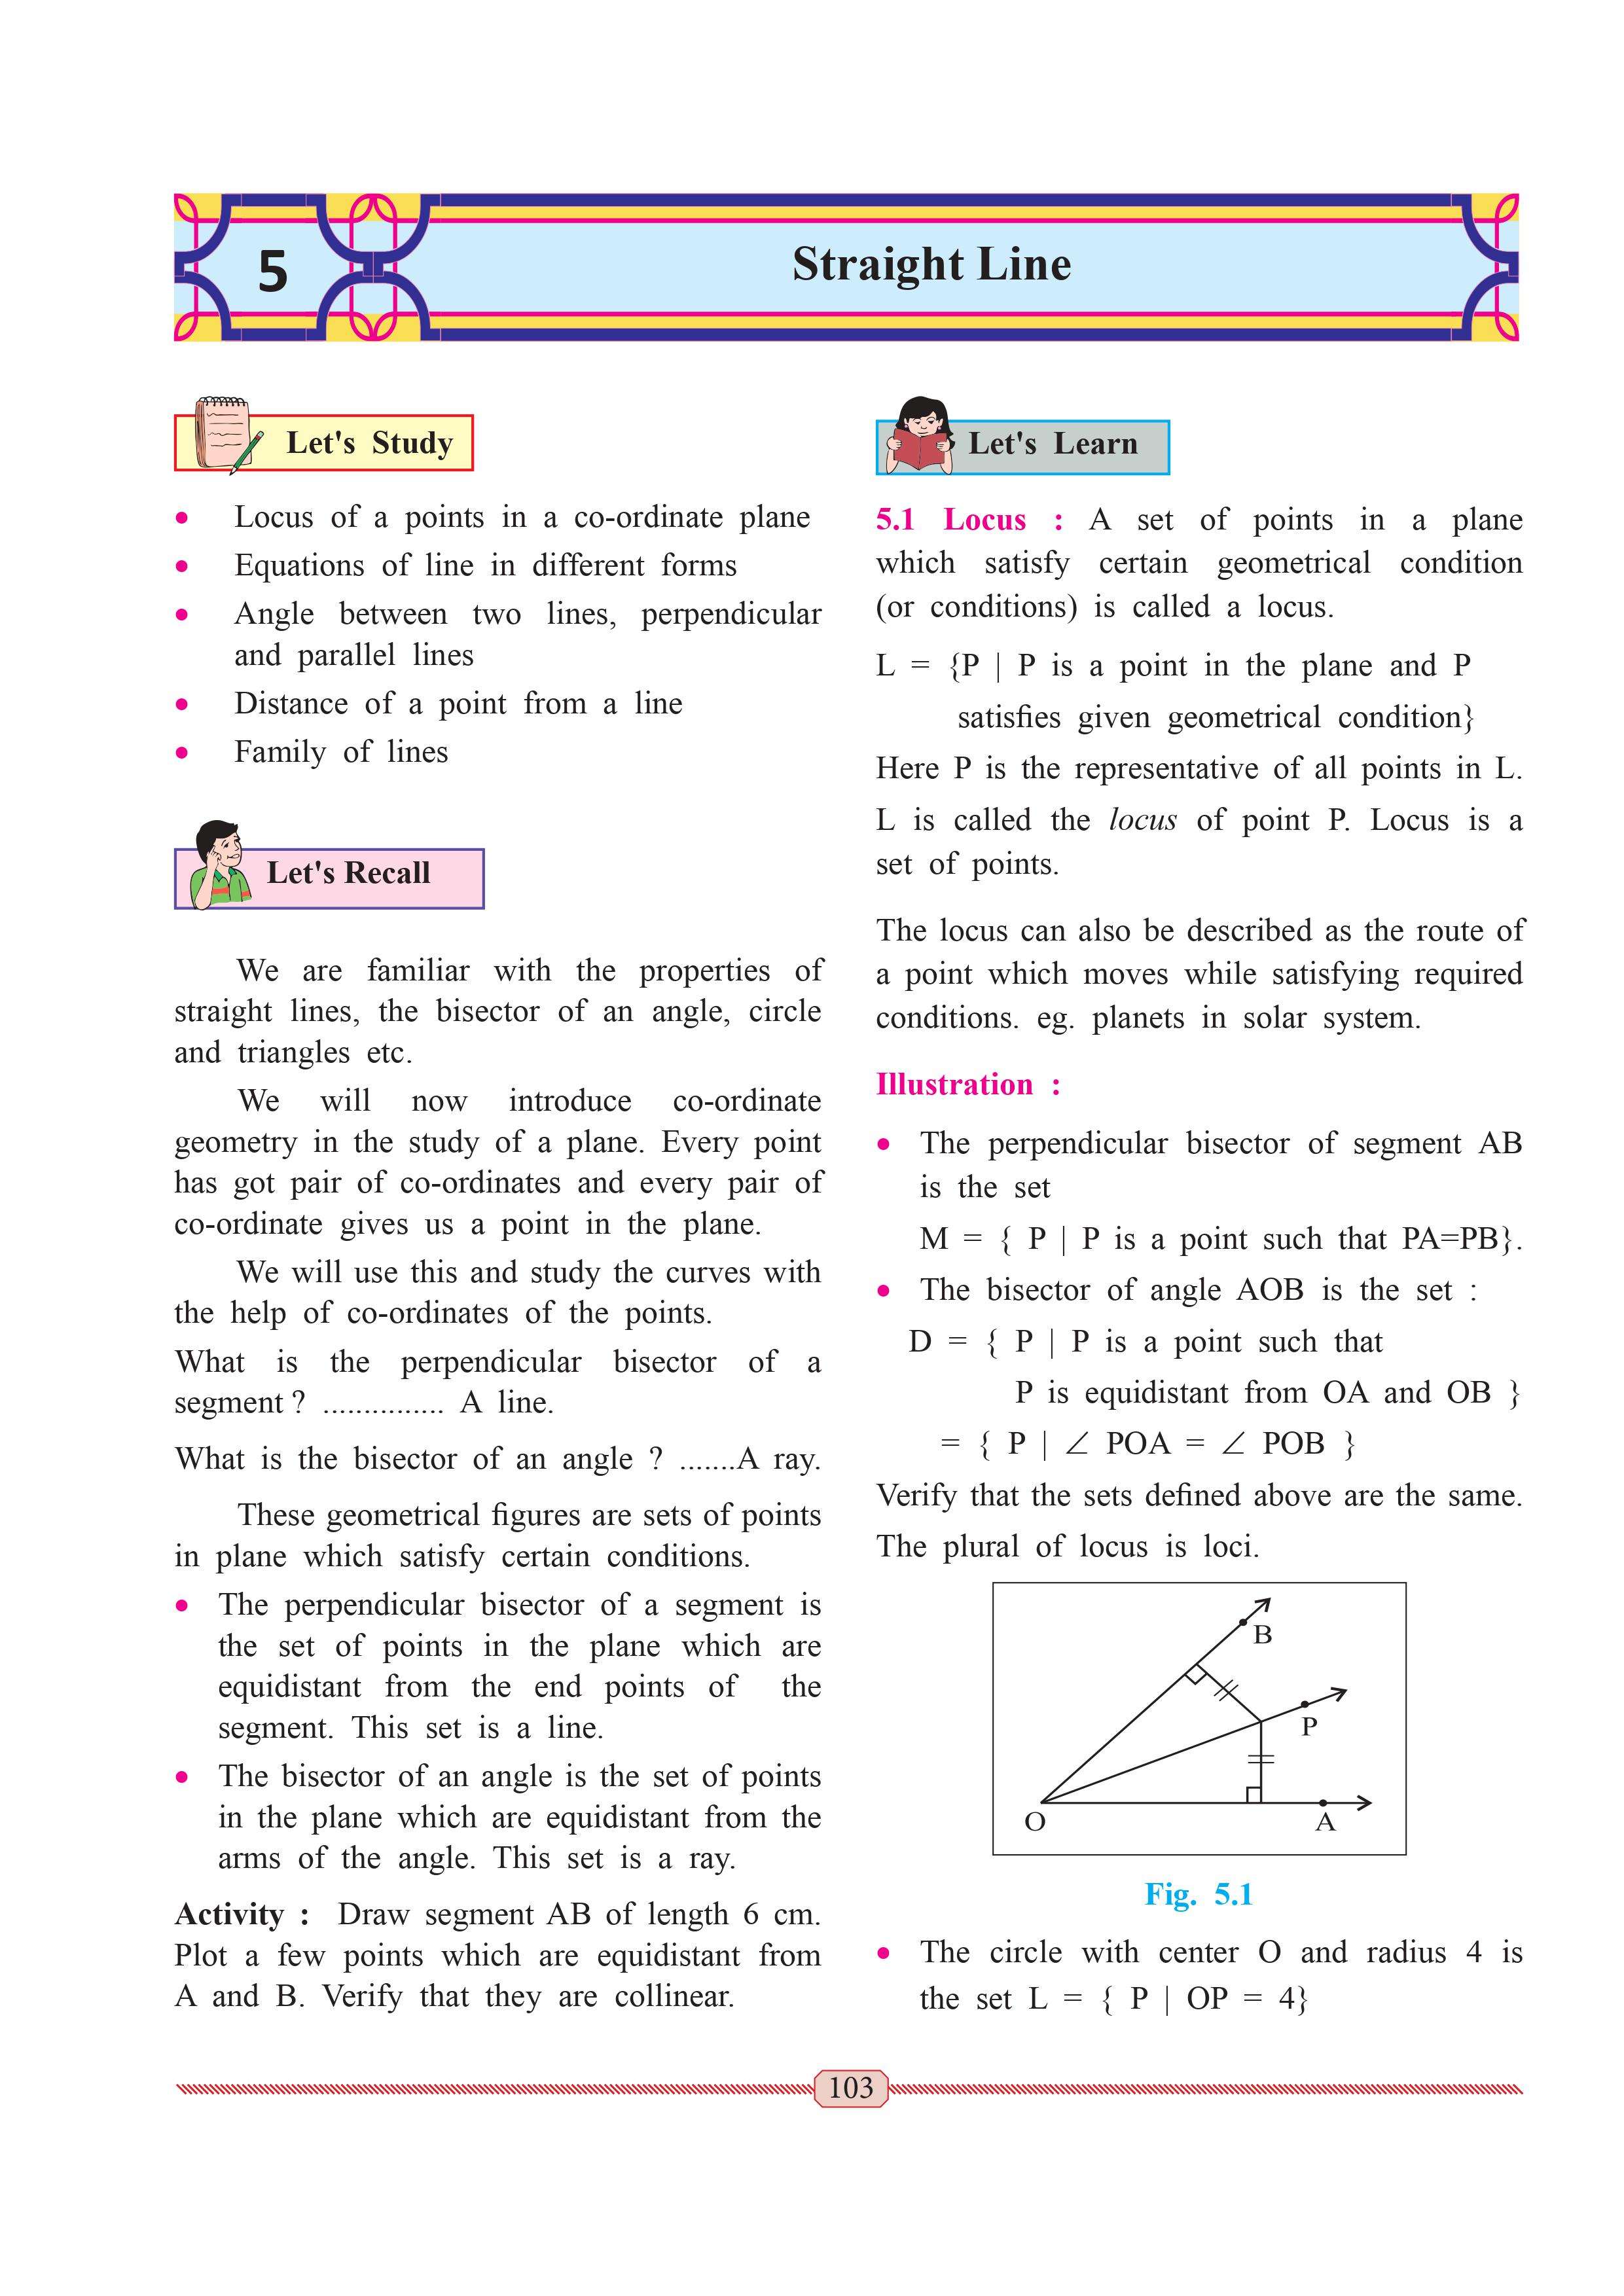 5
Straight Line
Let's Study
• Locus of a points in a co-ordinate plane
• Equations of line in different forms
• Angle between two lines, perpendicular
and parallel lines
• Distance of a point from a line
• Family of lines
Let's Recall
We are familiar with the properties of
straight lines, the bisector of an angle, circle
and triangles etc.
We will now introduce co-ordinate
geometry in the study of a plane. Every point
has got pair of co-ordinates and every pair of
co-ordinate gives us a point in the plane.
We will use this and study the curves with
the help of co-ordinates of the points.
What is the perpendicular bisector of a
segment ? ............... A line.
What is the bisector of an angle ? .......A ray.
These geometrical figures are sets of points
in plane which satisfy certain conditions.
• The perpendicular bisector of a segment is
the set of points in the plane which are
equidistant from the end points of the
segment. This set is a line.
• The bisector of an angle is the set of points
in the plane which are equidistant from the
arms of the angle. This set is a ray.
Activity : Draw segment AB of length 6 cm.
Plot a few points which are equidistant from
A and B. Verify that they are collinear.
Let's Learn
5.1 Locus : A set of points in a plane
which satisfy certain geometrical condition
(or conditions) is called a locus.
L = {P | P is a point in the plane and P
satisfies given geometrical condition}
Here P is the representative of all points in L.
L is called the locus of point P. Locus is a
set of points.
The locus can also be described as the route of
a point which moves while satisfying required
conditions. eg. planets in solar system.
Illustration :
• The perpendicular bisector of segment AB
is the set
M = { P | P is a point such that PA=PB}.
• The bisector of angle AOB is the set :
D = { P | P is a point such that
P is equidistant from OA and OB }
= { P | ∠ POA = ∠ POB }
Verify that the sets defined above are the same.
The plural of locus is loci.
B
P
O
A
Fig. 5.1
• The circle with center O and radius 4 is
the set L = { P | OP = 4}
103